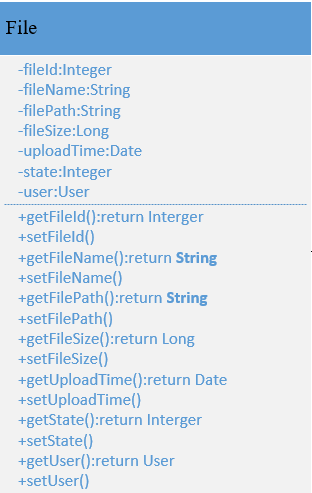 File
-fileId:Integer
-fileName:String
-filePath:String
-fileSize:Long
-uploadTime:Date
-state:Integer
-user:User
+getFileId():return Interger
+setFileId()
+getFileName():return String
+setFileName()
+getFilePath():return String
+setFilePath()
+getFileSize():return Long
+setFileSize()
+getUploadTime():return Date
+setUploadTime()
+getState():return Interger
+setState()
+getUser():return User
+setUser()